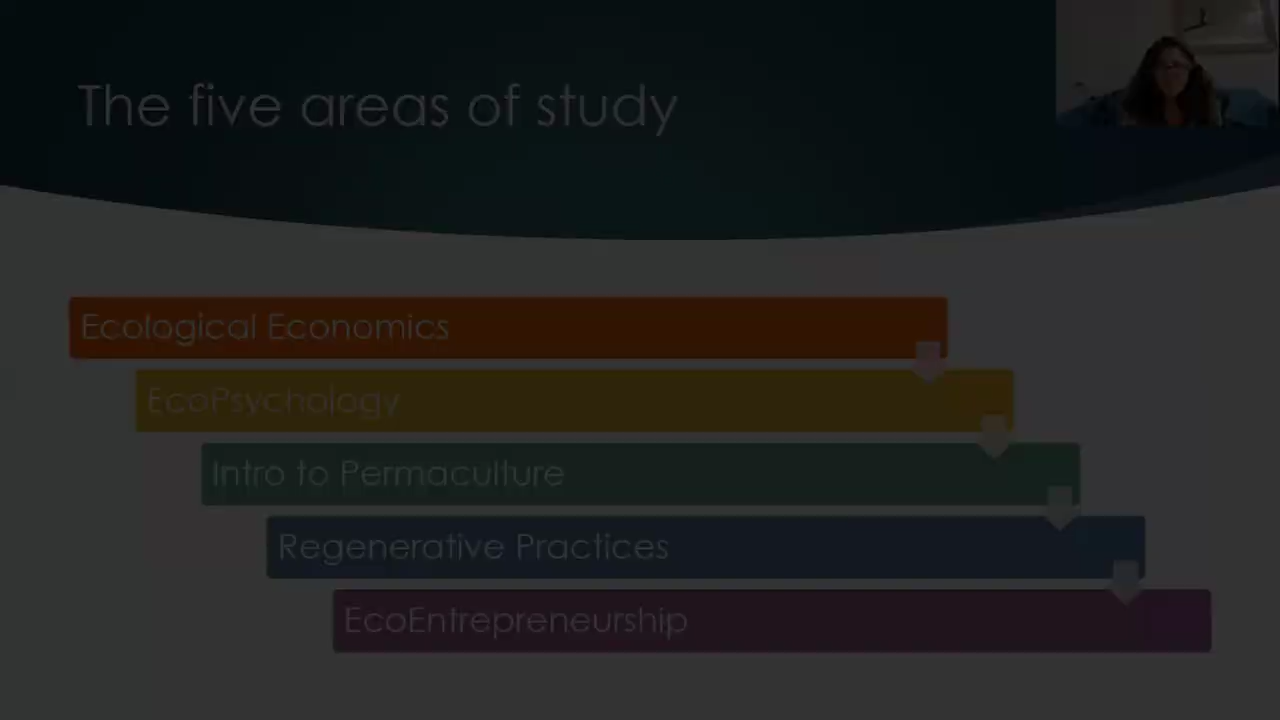 The five areas of study
Ecological Economics
EcoPsychology
Intro to Permaculture
Regenerative Practices
EcoEntrepreneurship